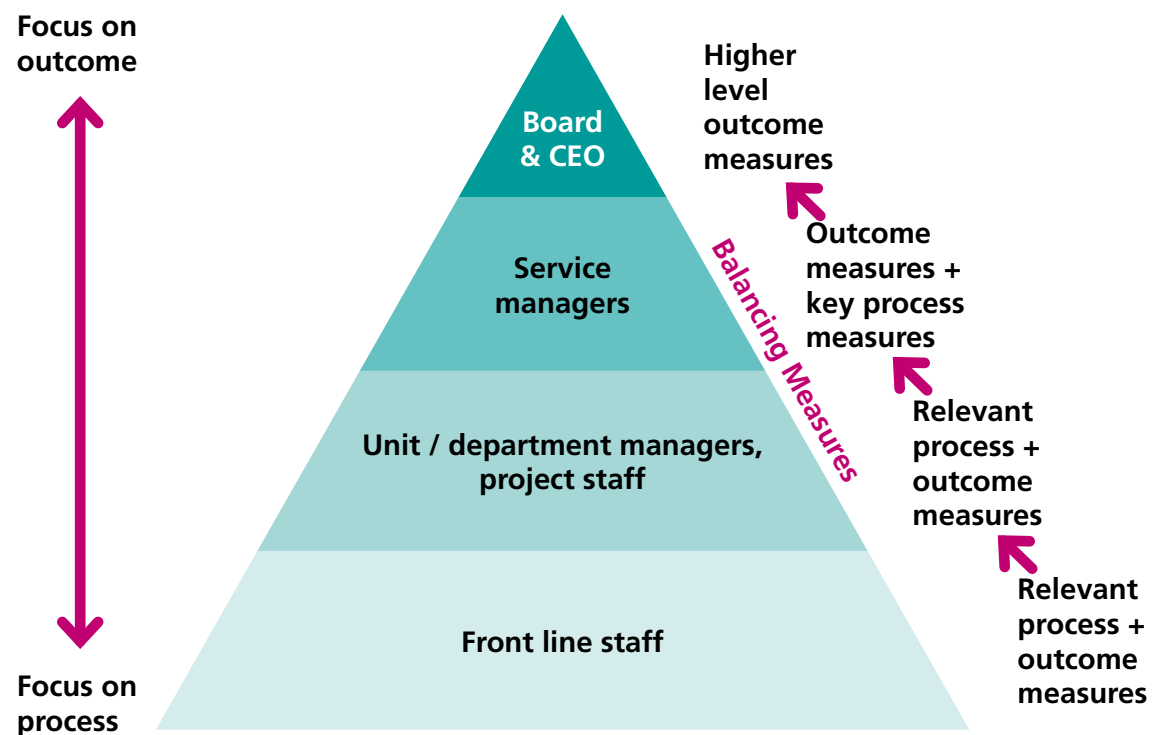 Focus on
outcome
Board
& CEO
Higher
level
outcome
measures
Service
managers
Balancing Measures
Outcome
measures +
key process
measures
Unit / department managers,
project staff
Relevant
process +
outcome
measures
Front line staff
Relevant
process +
outcome
measures
Focus on
process